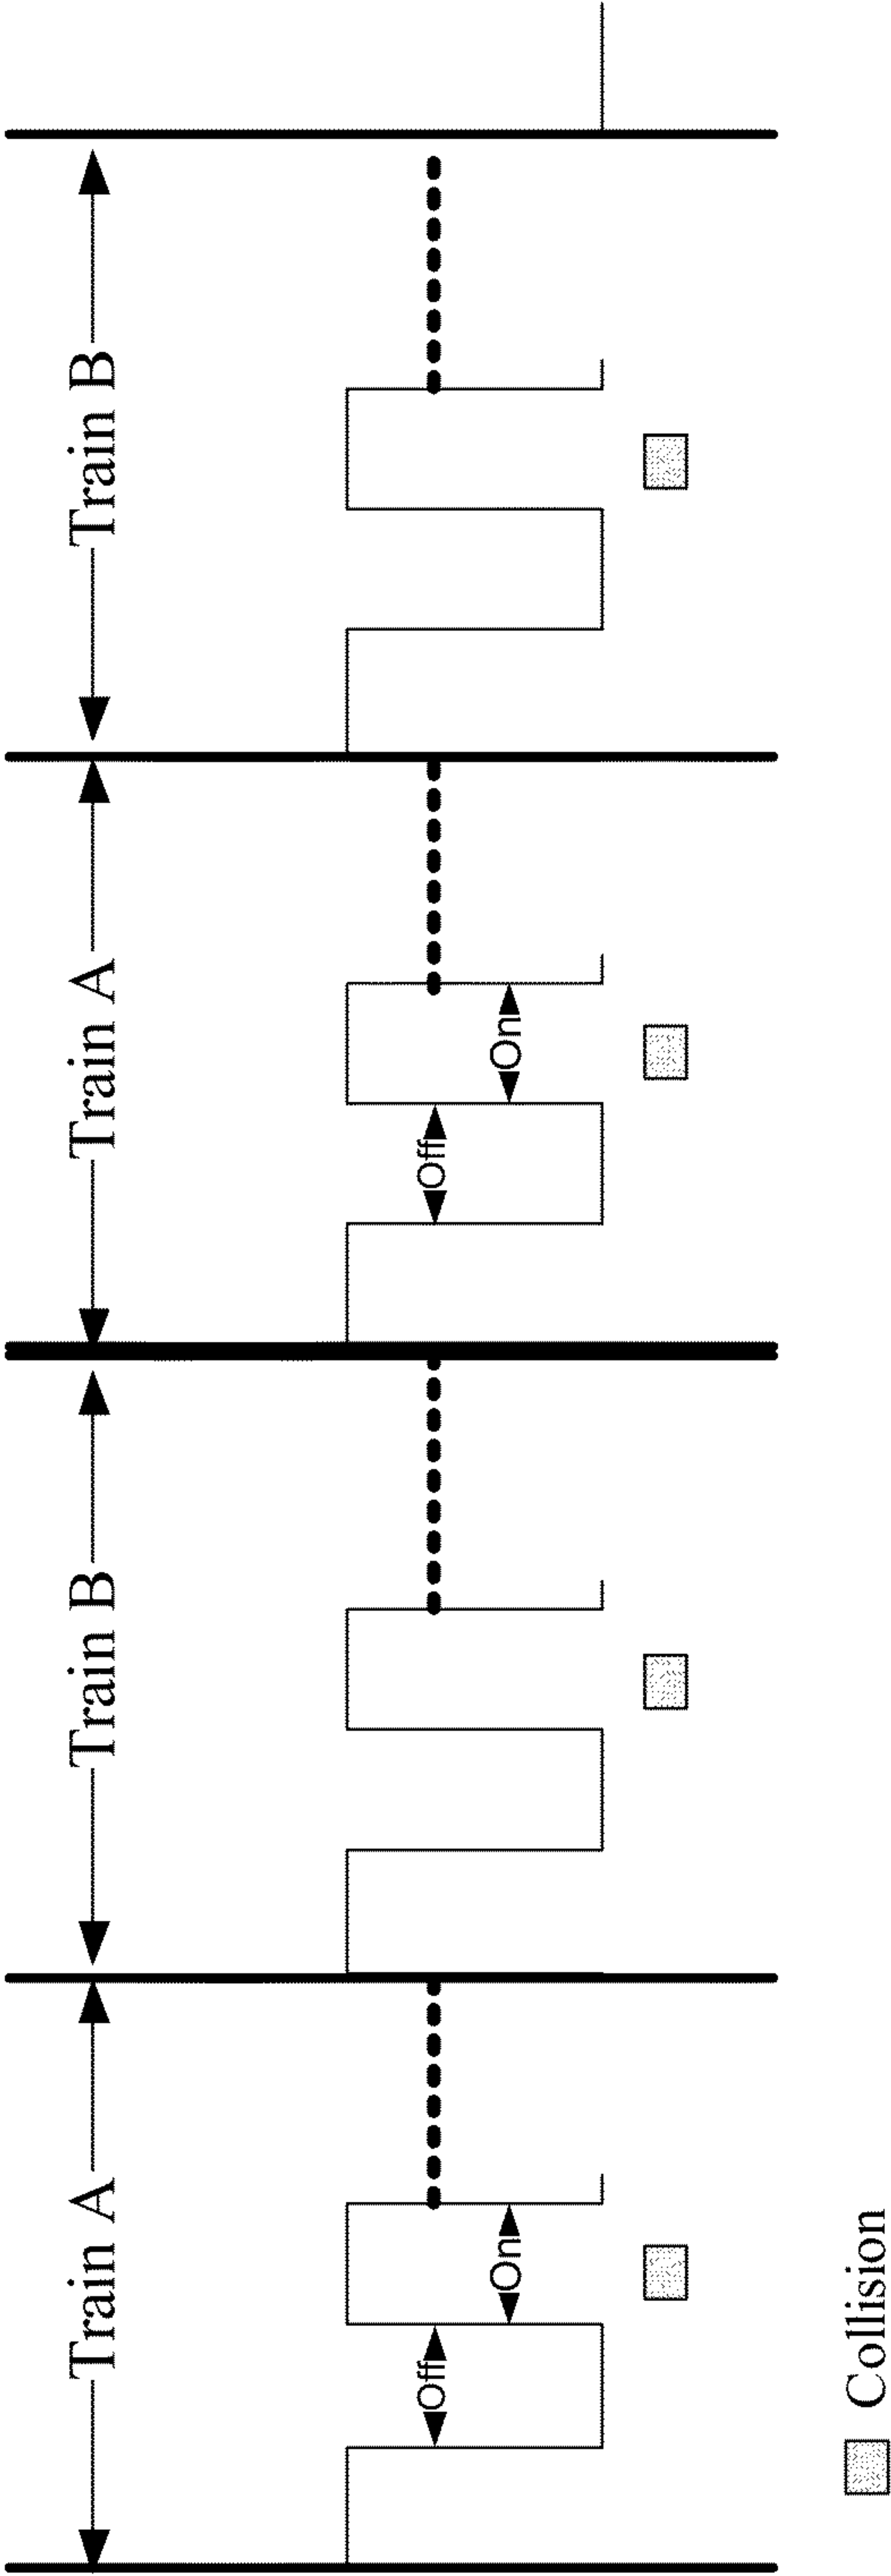 Train A
Train B
Train A
Train B
Off
On
Off
On
Collision